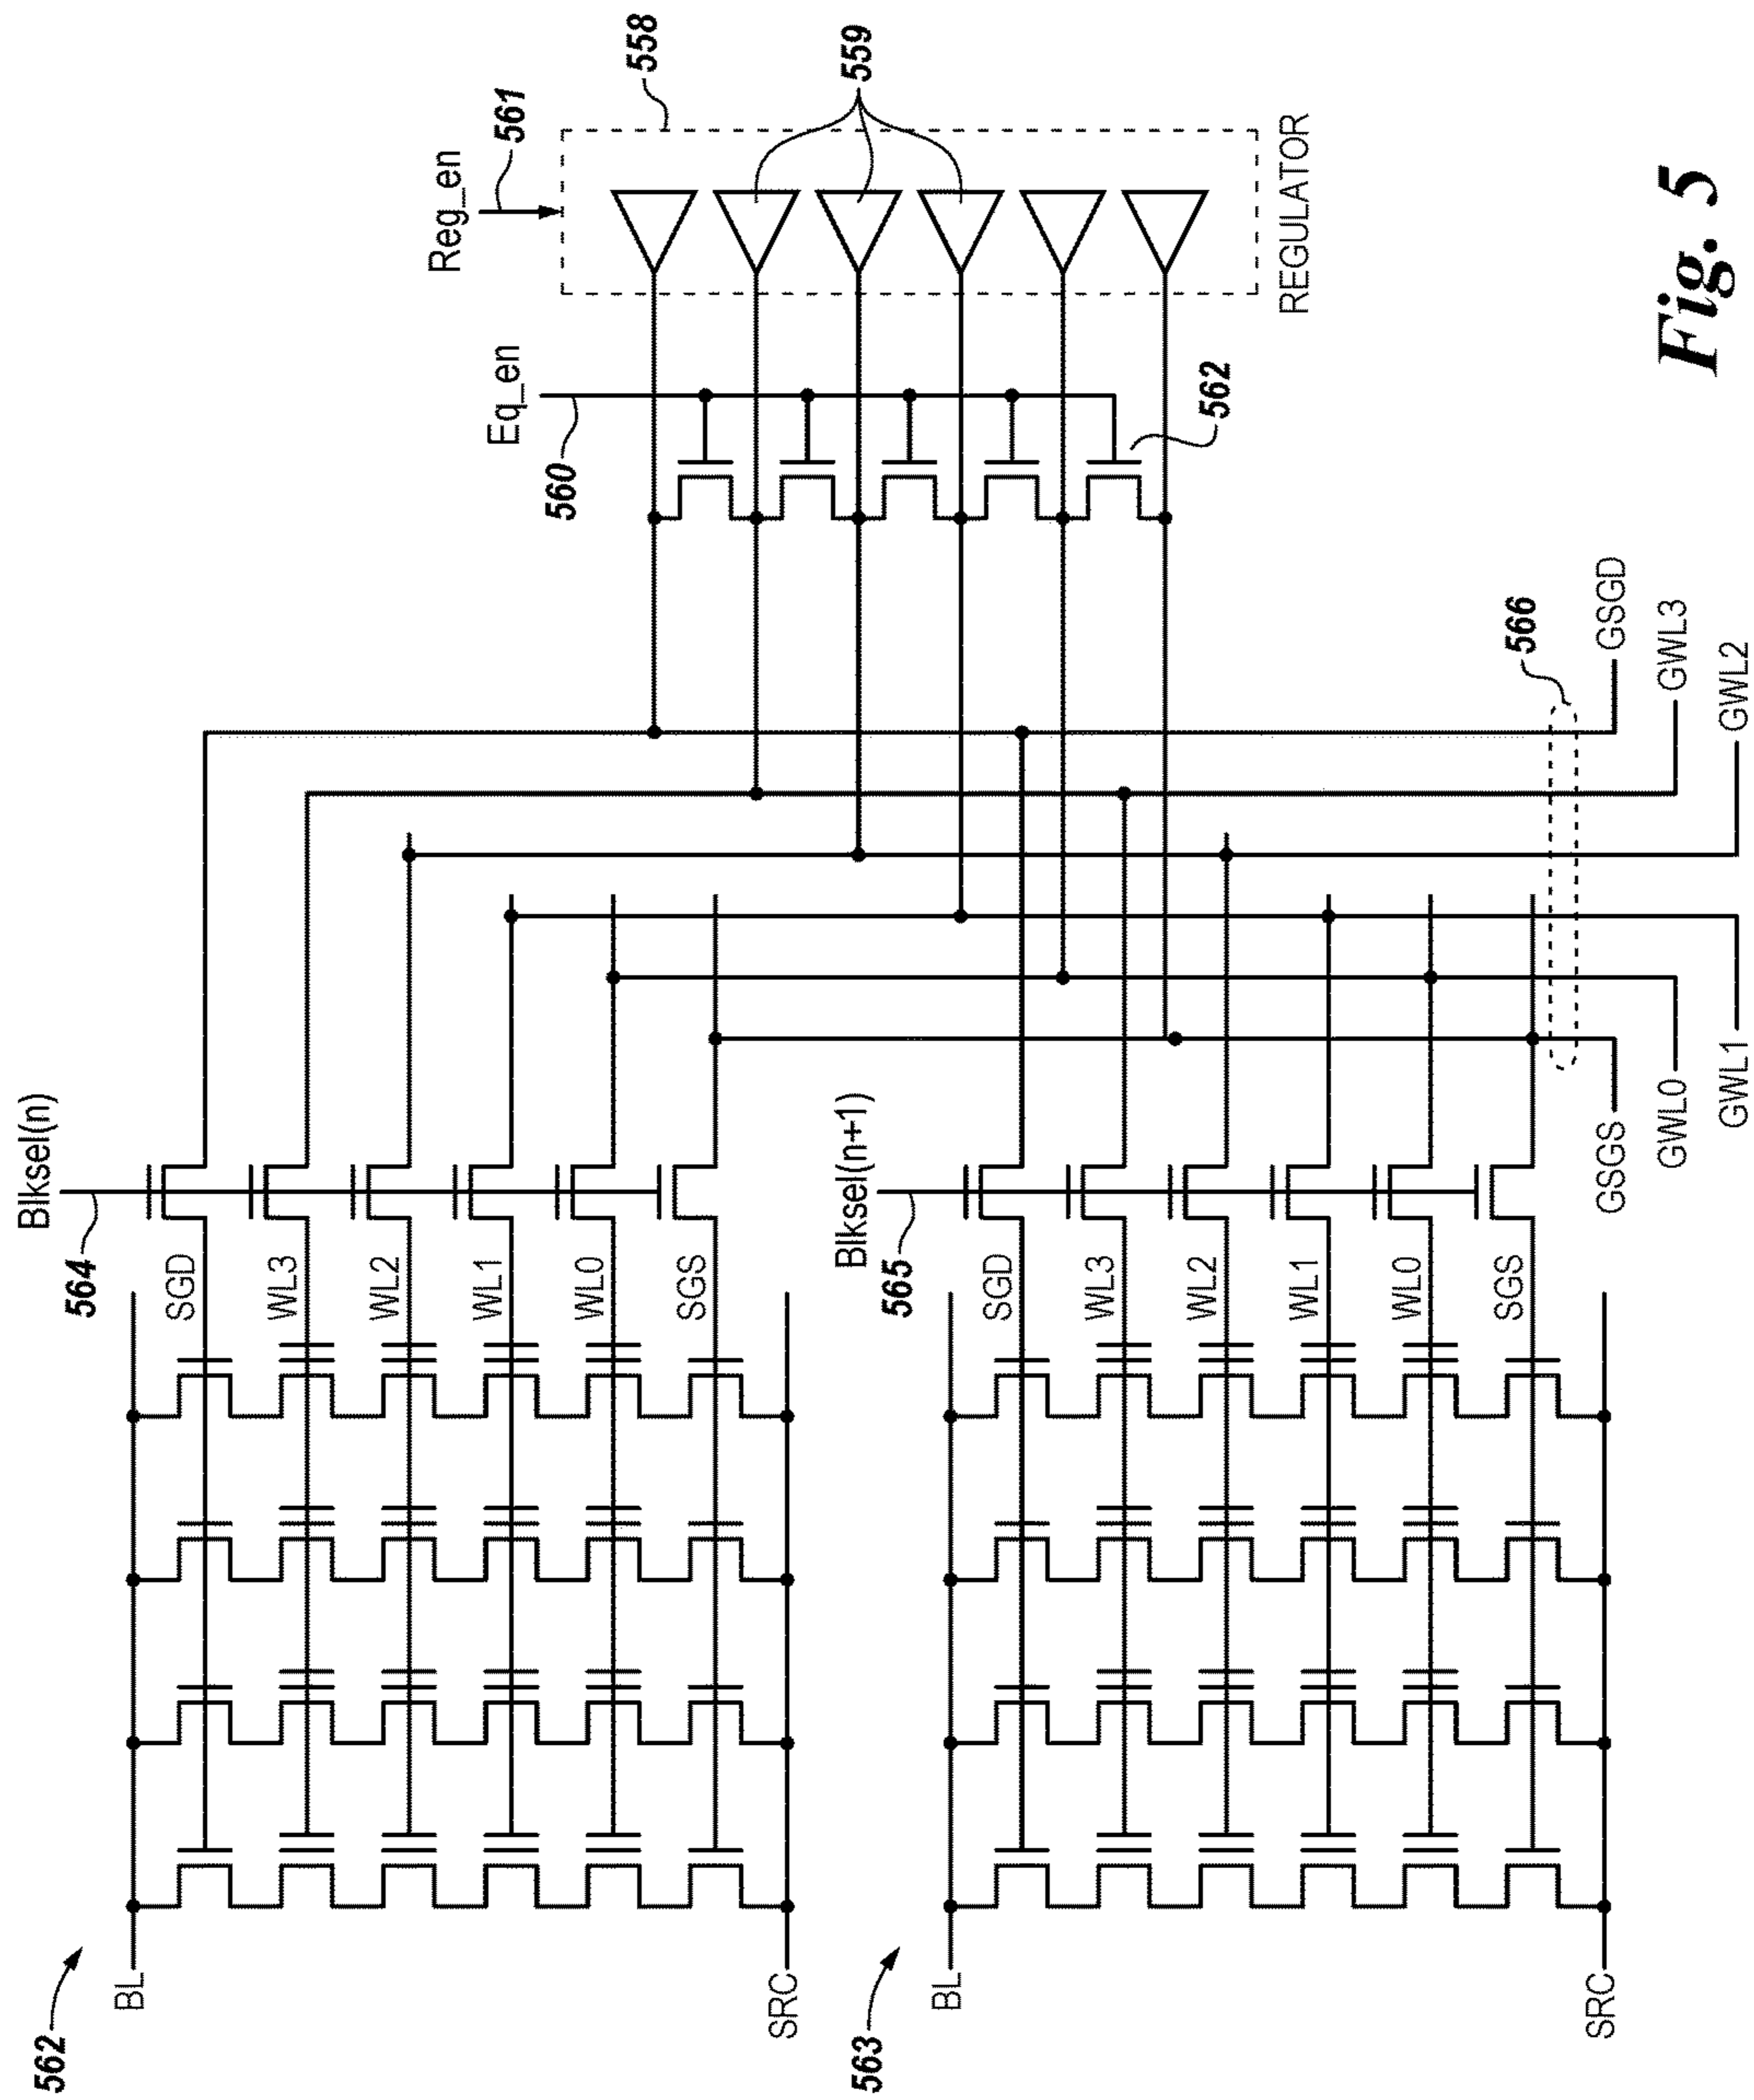 562
BL
SRC
564
Blksel(n)
SGD
WL3
WL2
WL1
WL0
SGS
563
BL
SRC
565
Blksel(n+1)
SGD
WL3
WL2
WL1
WL0
SGS
GSGS
GWL0
GWL1
566
GSGD
GWL3
GWL2
560
Eq_en
562
Reg_en
561
558
559
REGULATOR
Fig. 5